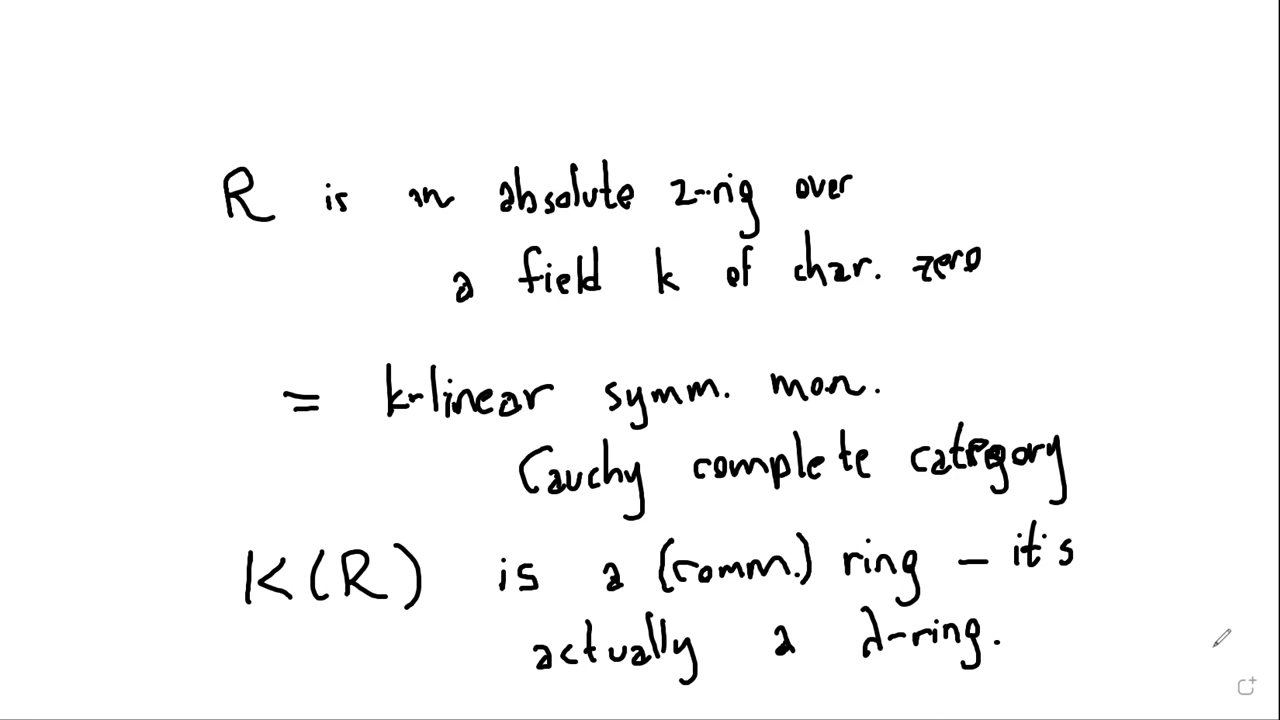 R is an absolute 2-rig over
a field k of char. zero
= k-linear symm. mon.
Cauchy complete category
K(R) is a (comm.) ring – it's
actually a λ-ring.